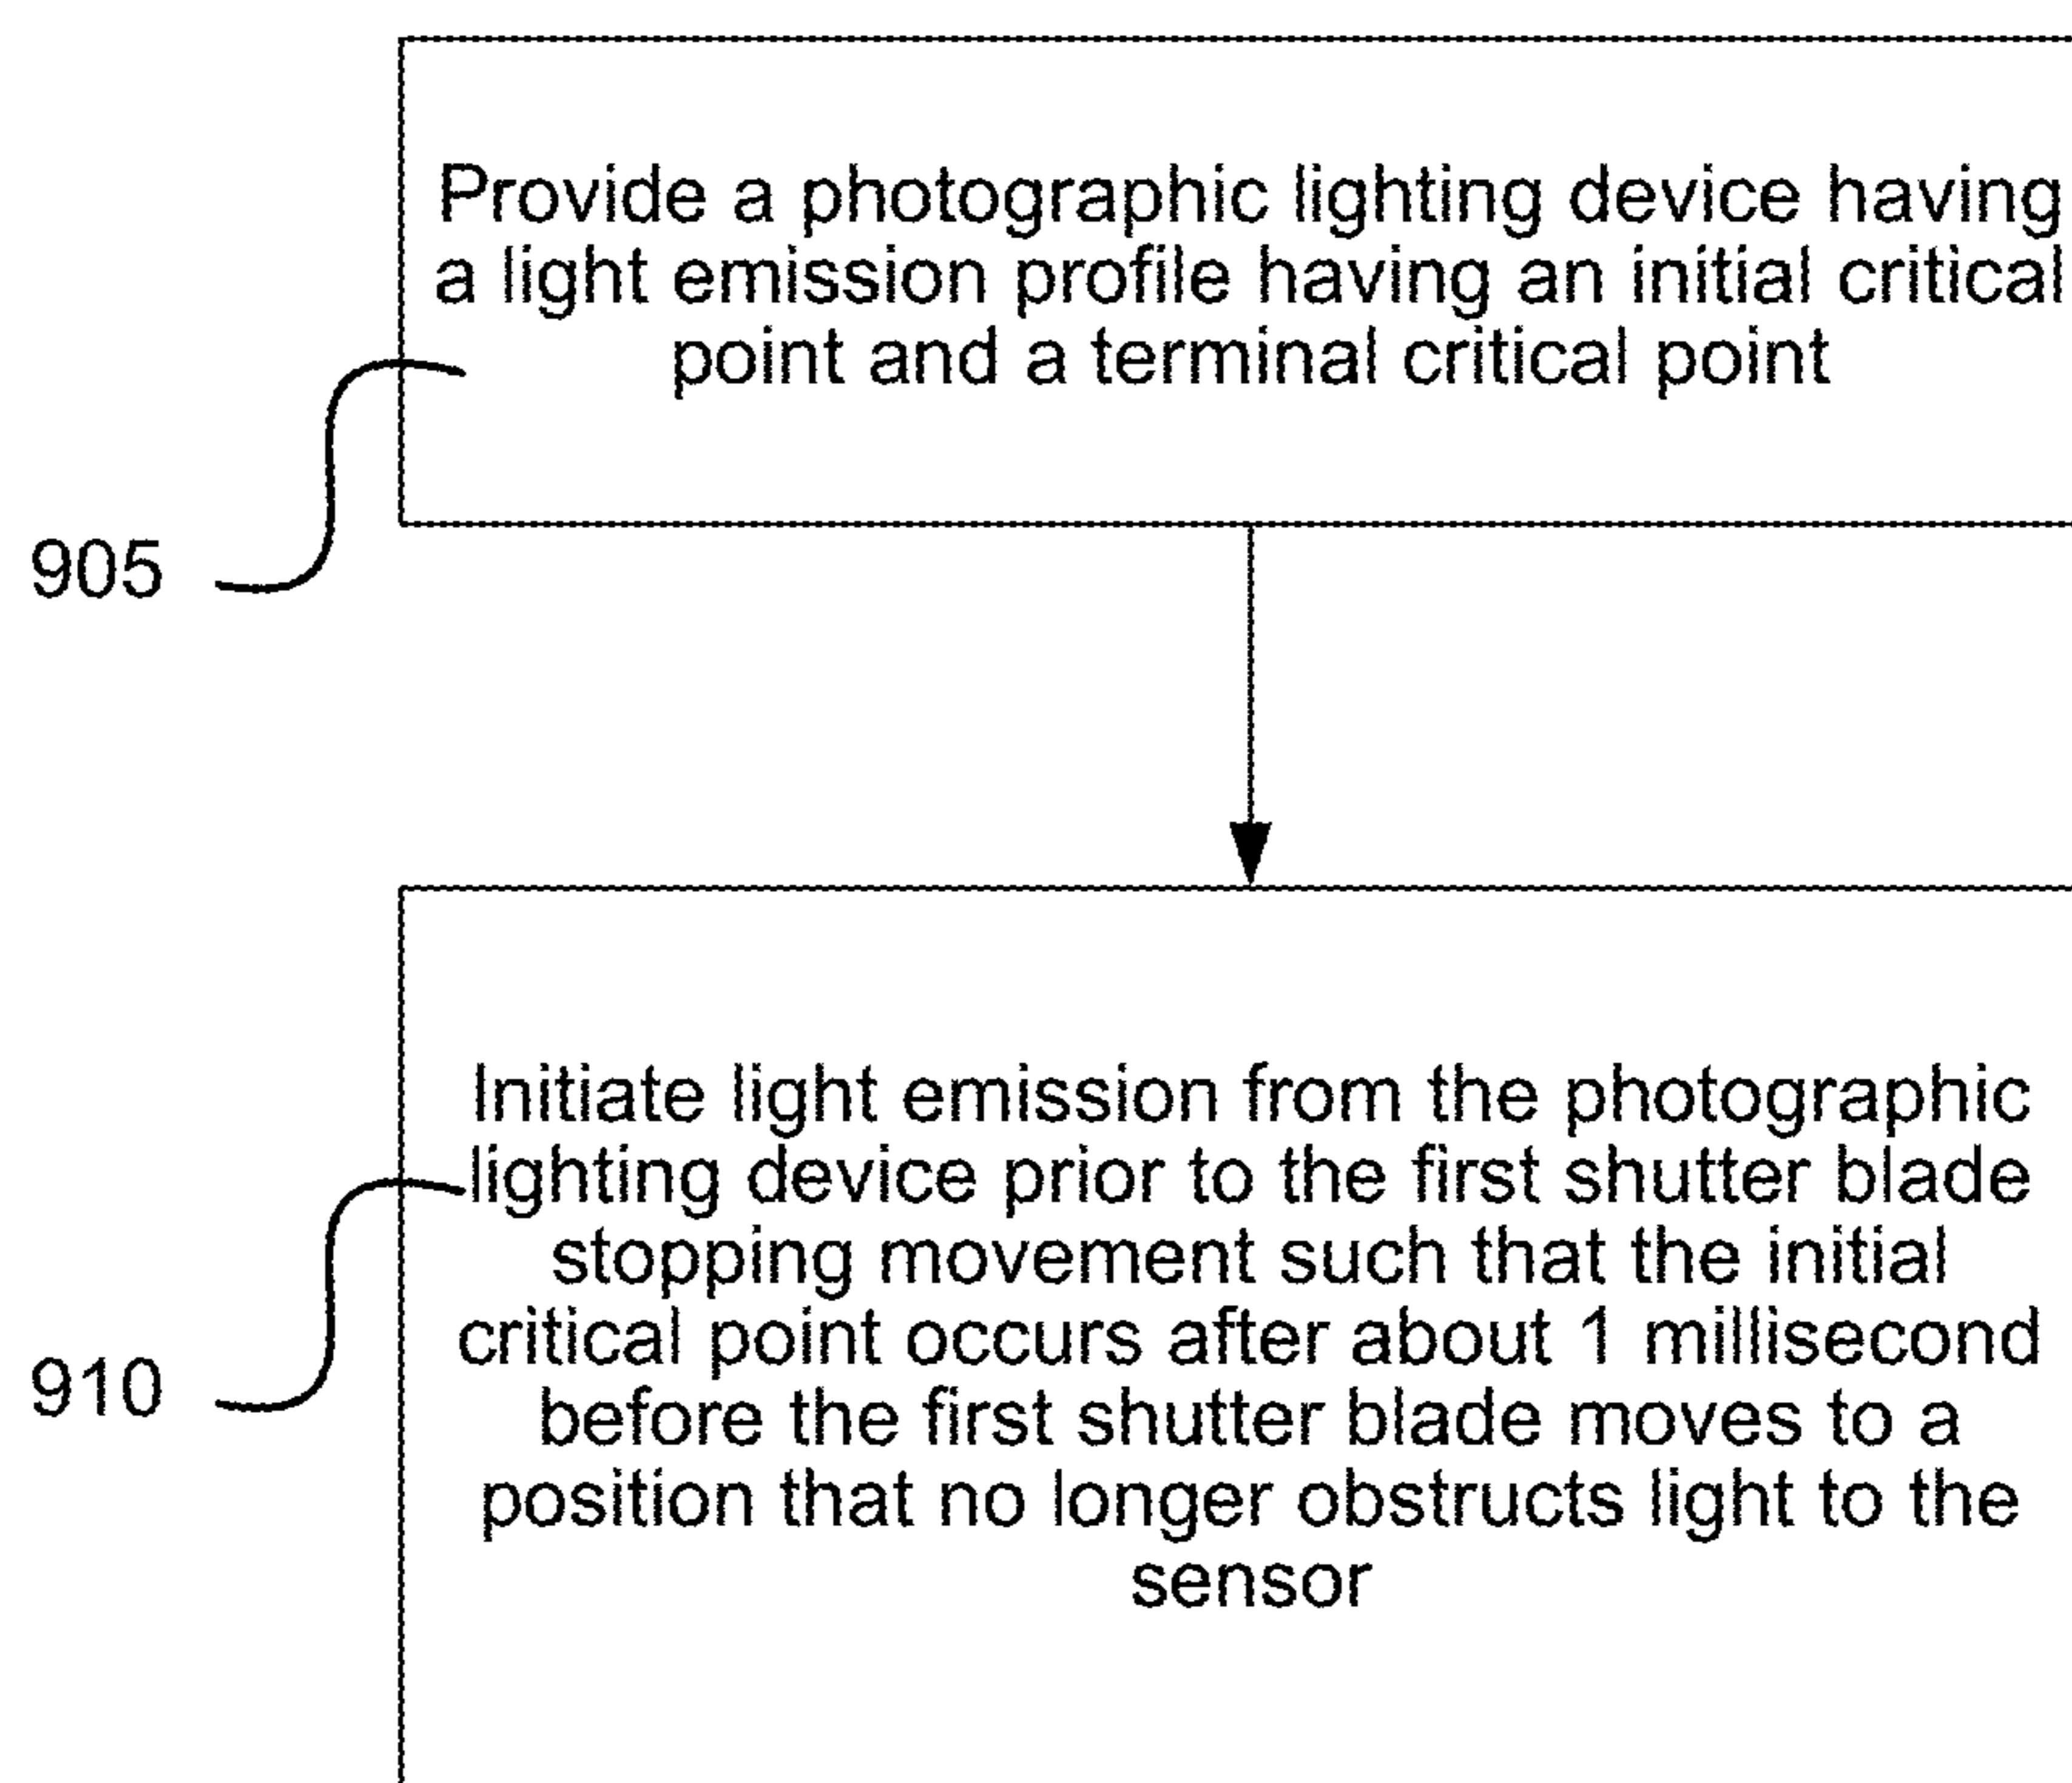 Provide a photographic lighting device having
a light emission profile having an initial critical
point and a terminal critical point
905
Initiate light emission from the photographic
lighting device prior to the first shutter blade
stopping movement such that the initial
critical point occurs after about 1 millisecond
before the first shutter blade moves to a
position that no longer obstructs light to the
sensor
910